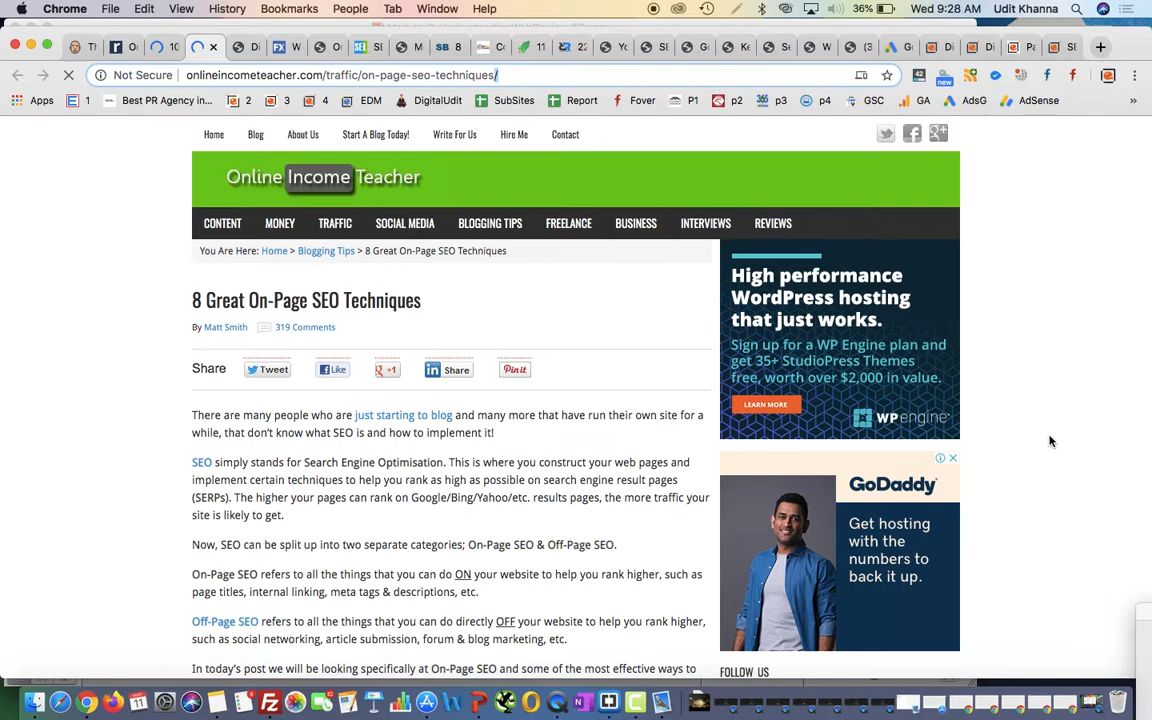 Chrome File Edit View History Bookmarks People Tab Window Help 36% Wed 9:28 AM Udit Khanna
Not Secure onlineincometeacher.com/traffic/on-page-seo-techniques/
Apps 1 Best PR Agency in... 2 3 4 EDM DigitalUdit SubSites Report Fover P1 p2 p3 p4 GSC GA AdsG AdSense
Home Blog About Us Start A Blog Today! Write For Us Hire Me Contact
Online Income Teacher
CONTENT MONEY TRAFFIC SOCIAL MEDIA BLOGGING TIPS FREELANCE BUSINESS INTERVIEWS REVIEWS
You Are Here: Home > Blogging Tips > 8 Great On-Page SEO Techniques
8 Great On-Page SEO Techniques
By Matt Smith 319 Comments
Share Tweet Like +1 Share Pin it
There are many people who are just starting to blog and many more that have run their own site for a
while, that don't know what SEO is and how to implement it!
SEO simply stands for Search Engine Optimisation. This is where you construct your web pages and
implement certain techniques to help you rank as high as possible on search engine result pages
(SERPs). The higher your pages can rank on Google/Bing/Yahoo/etc. results pages, the more traffic your
site is likely to get.
Now, SEO can be split up into two separate categories; On-Page SEO & Off-Page SEO.
On-Page SEO refers to all the things that you can do ON your website to help you rank higher, such as
page titles, internal linking, meta tags & descriptions, etc.
Off-Page SEO refers to all the things that you can do directly OFF your website to help you rank higher,
such as social networking, article submission, forum & blog marketing, etc.
In today's post we will be looking specifically at On-Page SEO and some of the most effective ways to
High performance
WordPress hosting
that just works.
Sign up for a WP Engine plan and
get 35+ StudioPress Themes
free, worth over $2,000 in value.
LEARN MORE
WP engine
GoDaddy
Get hosting
with the
numbers to
back it up.
FOLLOW US